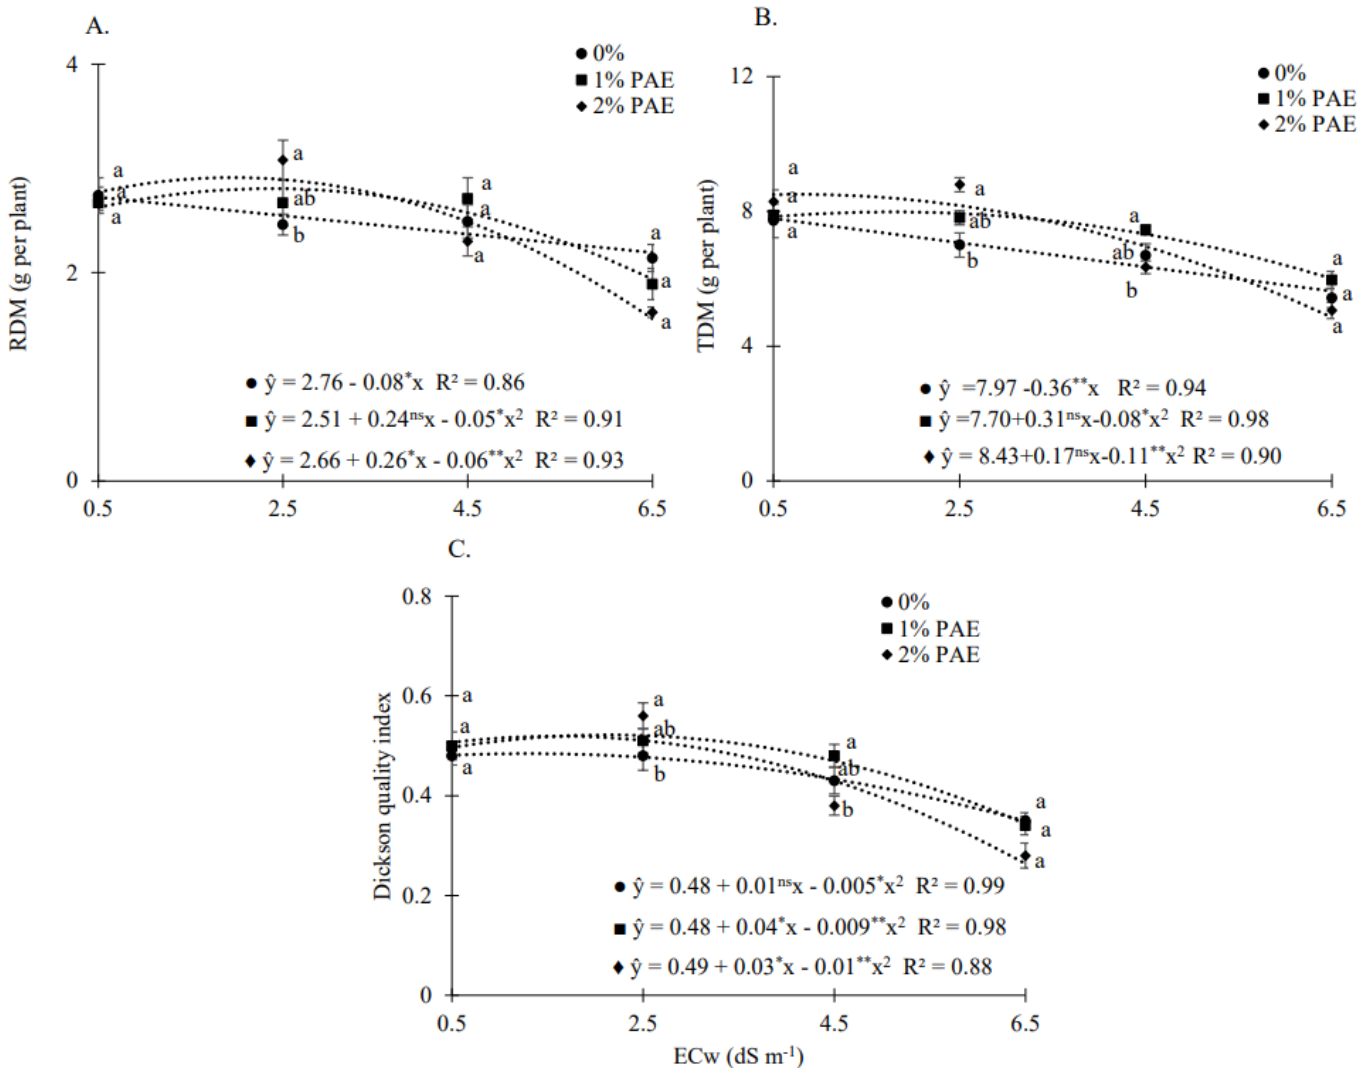 A.
0%
1% PAE
2% PAE
4
2
0
RDM (g per plant)
a
a
a
a
ab
b
a
a
a
a
a
a
ŷ = 2.76 - 0.08*x R² = 0.86
ŷ = 2.51 + 0.24ⁿˢx - 0.05*x² R² = 0.91
ŷ = 2.66 + 0.26*x - 0.06**x² R² = 0.93
0.5 2.5 4.5 6.5
B.
0%
1% PAE
2% PAE
12
8
4
0
TDM (g per plant)
a
a
a
a
ab
b
a
ab
b
a
a
a
ŷ =7.97 -0.36**x R² = 0.94
ŷ =7.70+0.31ⁿˢx-0.08*x² R² = 0.98
ŷ = 8.43+0.17ⁿˢx-0.11**x² R² = 0.90
0.5 2.5 4.5 6.5
C.
0%
1% PAE
2% PAE
0.8
0.6
0.4
0.2
0
Dickson quality index
a
a
a
a
ab
b
a
ab
b
a
a
a
ŷ = 0.48 + 0.01ⁿˢx - 0.005*x² R² = 0.99
ŷ = 0.48 + 0.04*x - 0.009**x² R² = 0.98
ŷ = 0.49 + 0.03*x - 0.01**x² R² = 0.88
0.5 2.5 4.5 6.5
ECw (dS m⁻¹)